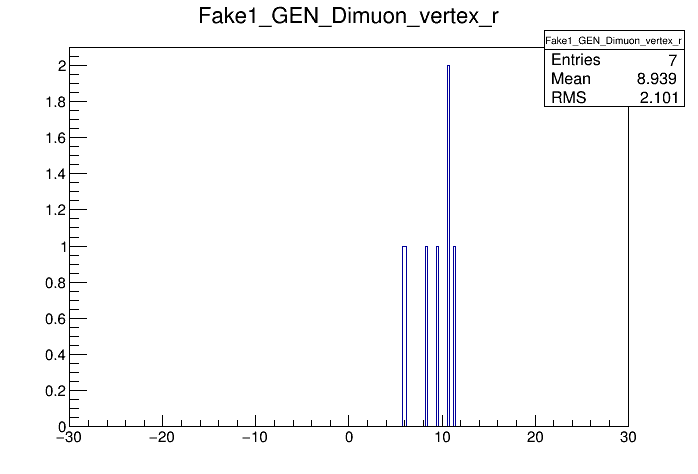 Fake1_GEN_Dimuon_vertex_r
Fake1_GEN_Dimuon_vertex_r
Entries 7
Mean 8.939
RMS 2.101
2
1.8
1.6
1.4
1.2
1
0.8
0.6
0.4
0.2
0
−30 −20 −10 0 10 20 30